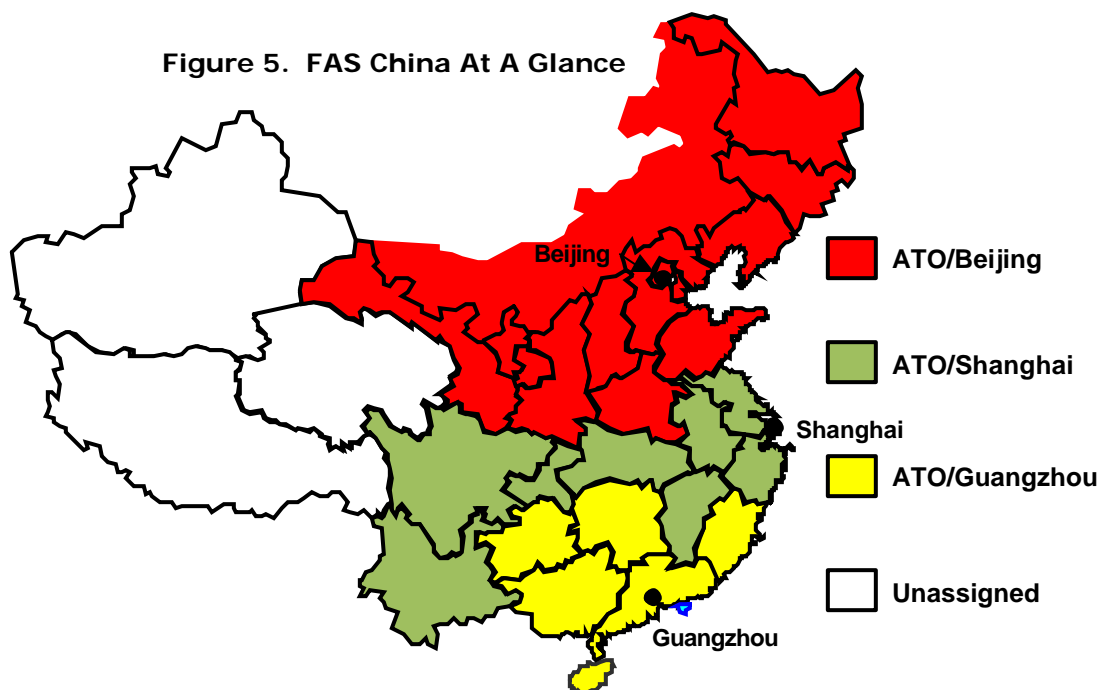 Figure 5. FAS China At A Glance
Beijing
ATO/Beijing
ATO/Shanghai
Shanghai
ATO/Guangzhou
Unassigned
Guangzhou